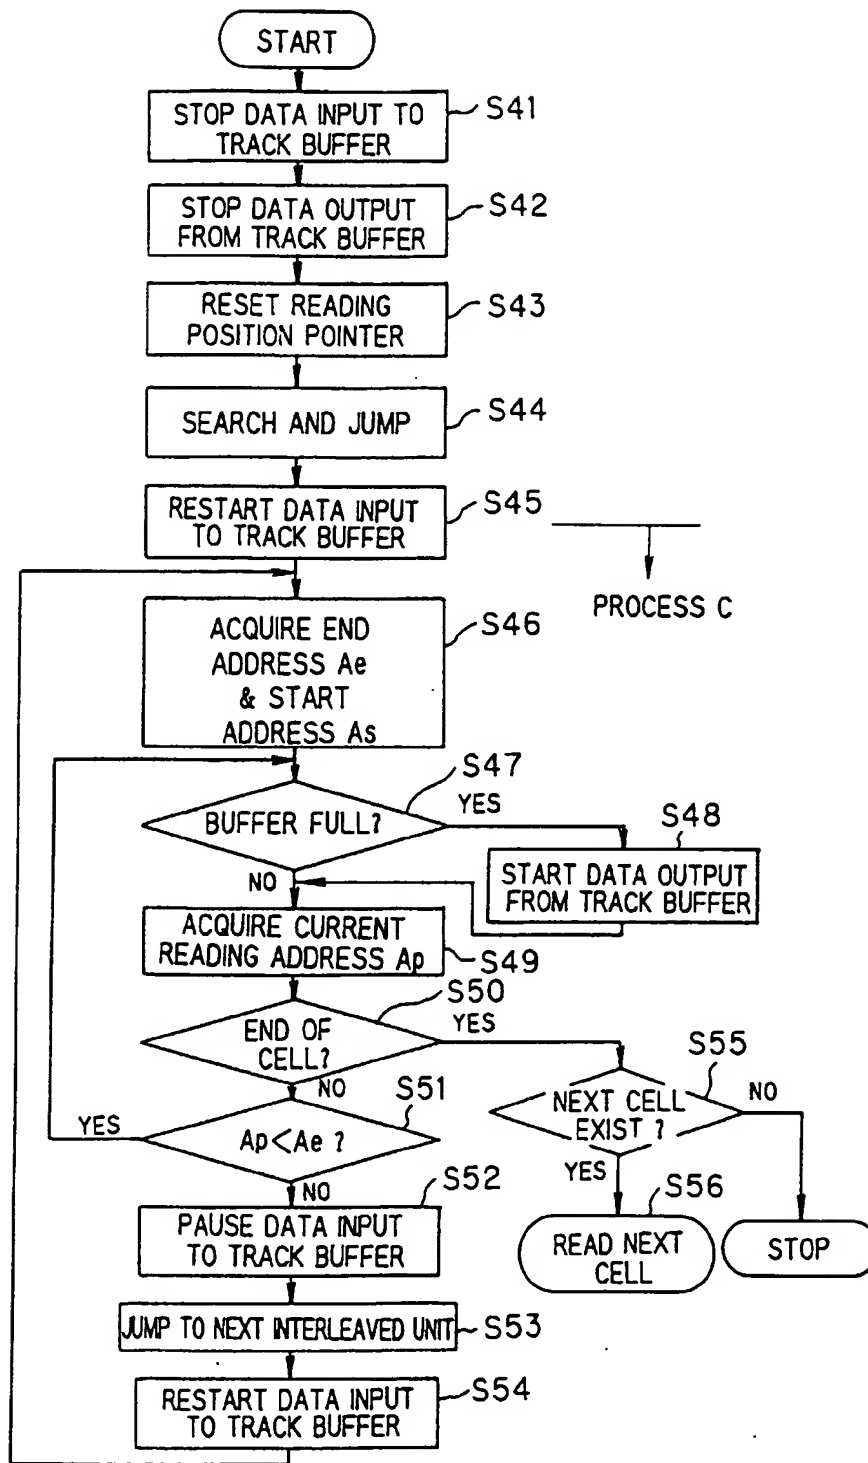 START
STOP DATA INPUT TO
TRACK BUFFER
S41
STOP DATA OUTPUT
FROM TRACK BUFFER
S42
RESET READING
POSITION POINTER
S43
SEARCH AND JUMP
S44
RESTART DATA INPUT
TO TRACK BUFFER
S45
PROCESS C
ACQUIRE END
ADDRESS Ae
& START
ADDRESS As
S46
BUFFER FULL?
S47
YES
NO
S48
START DATA OUTPUT
FROM TRACK BUFFER
ACQUIRE CURRENT
READING ADDRESS Ap
S49
END OF
CELL?
S50
YES
NO
S55
NEXT CELL
EXIST ?
NO
YES
S51
YES
Ap<Ae ?
NO
S52
PAUSE DATA INPUT
TO TRACK BUFFER
S56
READ NEXT
CELL
STOP
JUMP TO NEXT INTERLEAVED UNIT
S53
RESTART DATA INPUT
TO TRACK BUFFER
S54